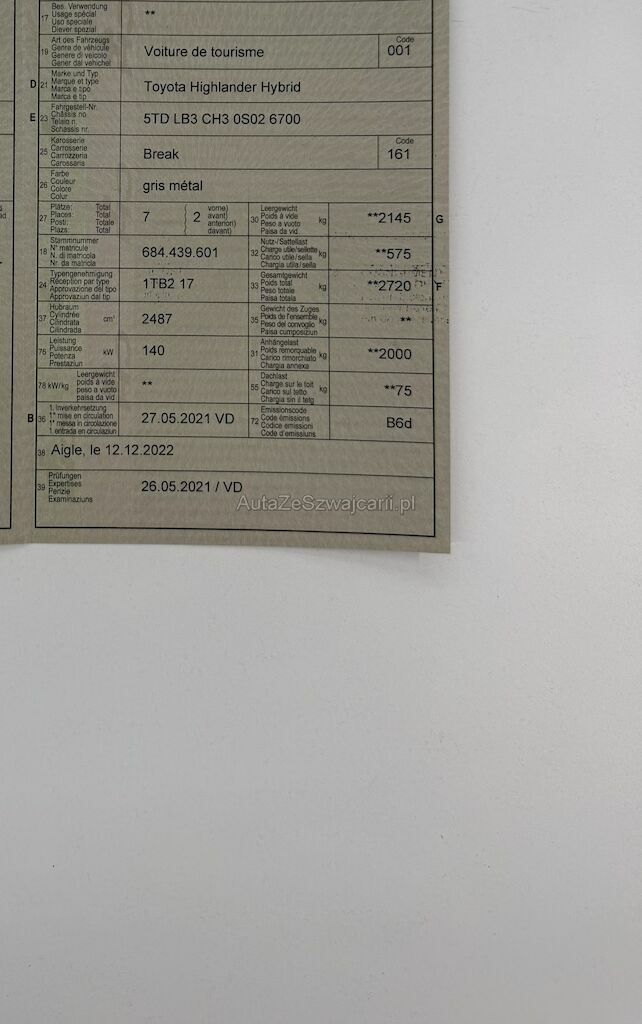 17 Bes. Verwendung
Usage spécial
Uso speciale
Diever spezial
**
19 Art des Fahrzeugs
Genre de véhicule
Genere di veicolo
Gener dal vehichel
Voiture de tourisme
Code
001
D 21 Marke und Typ
Marque et type
Marca e tipo
Marca e tip
Toyota Highlander Hybrid
E 23 Fahrgestell-Nr.
Châssis no
Telaio n.
Schassis nr.
5TD LB3 CH3 0S02 6700
25 Karosserie
Carrosserie
Carrozzeria
Carossaria
Break
Code
161
26 Farbe
Couleur
Colore
Colur
gris métal
27 Plätze: Total
Places: Total
Posti: Totale
Plazs: Total
7
2
vorne)
avant)
anteriori)
davant)
30 Leergewicht
Poids à vide
Peso a vuoto
Paisa da vid
kg
**2145 G
18 Stammnummer
N° matricule
N. di matricola
Nr. da matricla
684.439.601
32 Nutz-/Sattellast
Charge utile/sellette
Carico utile/sella
Chargia utila/sella
kg
**575
24 Typengenehmigung
Réception par type
Approvazione del tipo
Approvaziun dal tip
1TB2 17
33 Gesamtgewicht
Poids total
Peso totale
Paisa totala
kg
**2720 F
37 Hubraum
Cylindrée
Cilindrata
Cilindrada
cm³
2487
35 Gewicht des Zuges
Poids de l'ensemble
Peso del convoglio
Paisa cumposiziun
kg
**
76 Leistung
Puissance
Potenza
Prestaziun
kW
140
31 Anhängelast
Poids remorquable
Carico rimorchiato
Chargia annexa
kg
**2000
78 kW/kg
Leergewicht
poids à vide
peso a vuoto
paisa da vid
**
55 Dachlast
Charge sur le toit
Carico sul tetto
Chargia sin il tetg
kg
**75
B 36 1. Inverkehrsetzung
1re mise en circulation
1a messa in circolazione
1. entrada en circulaziun
27.05.2021 VD
72 Emissionscode
Code émissions
Codice emissioni
Code d'emissiuns
B6d
38 Aigle, le 12.12.2022
39 Prüfungen
Expertises
Perizie
Examinaziuns
26.05.2021 / VD
AutaZeSzwajcarii.pl